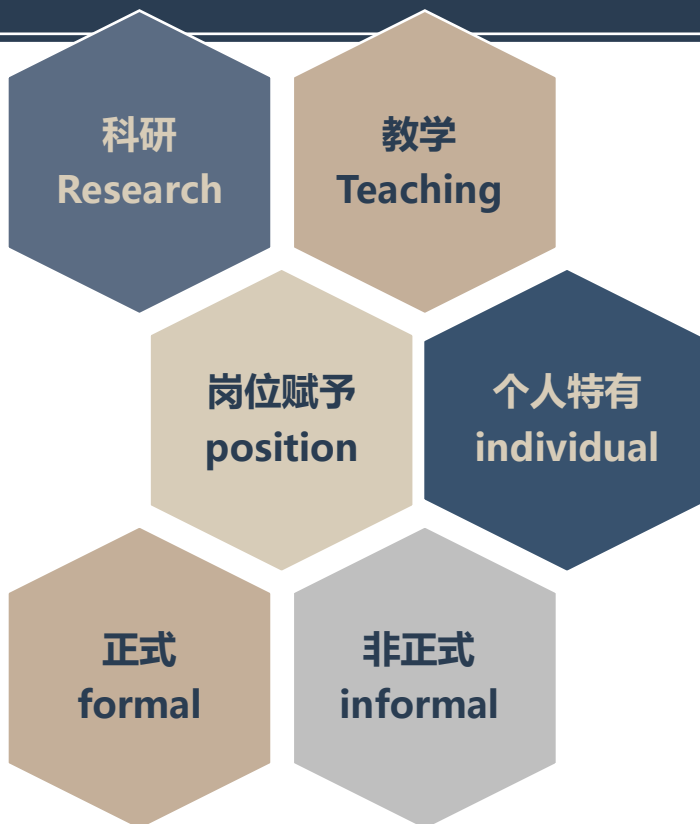 科研
Research
教学
Teaching
岗位赋予
position
个人特有
individual
正式
formal
非正式
informal